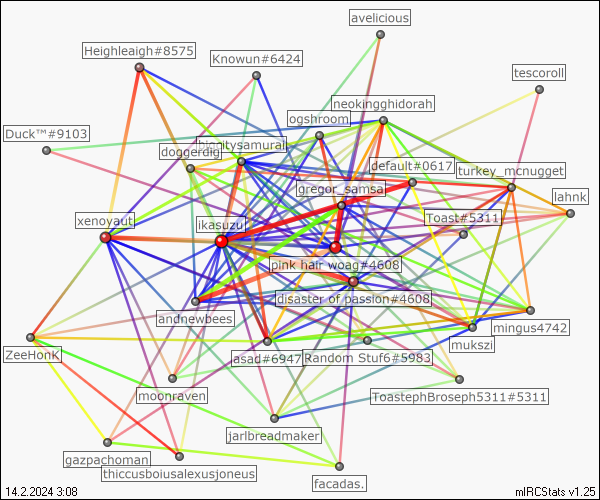 avelicious
Heighleaigh#8575
Knowun#6424
tescoroll
neokingghidorah
ogshroom
Duck™#9103
doggerdig
default#0617
turkey_mcnugget
gregor_samsa
lahnk
xenoyaut
ikasuzu
Toast#5311
pink hair woag#4608
disaster of passion#4608
andnewbees
mingus4742
mukszi
ZeeHonK
asad#6947
Random Stuf6#5983
moonraven
ToastephBroseph5311#5311
jarlbreadmaker
gazpachoman
thiccusboiusalexusjoneus
facadas.
14.2.2024 3:08
mIRCStats v1.25